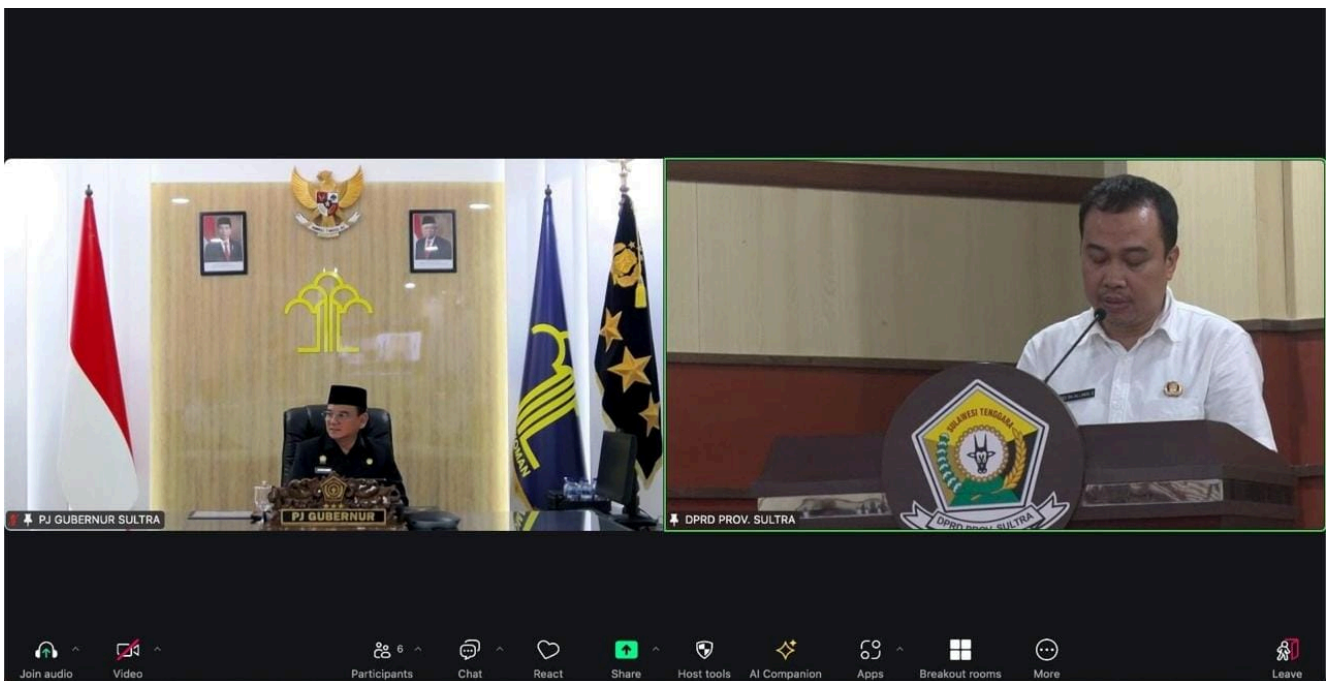 PJ GUBERNUR
PJ GUBERNUR SULTRA
SULAWESI TENGGARA
DPRD PROV. SULTRA
DPRD PROV. SULTRA
Join audio
Video
Participants
6
Chat
React
Share
Host tools
AI Companion
Apps
Breakout rooms
More
Leave